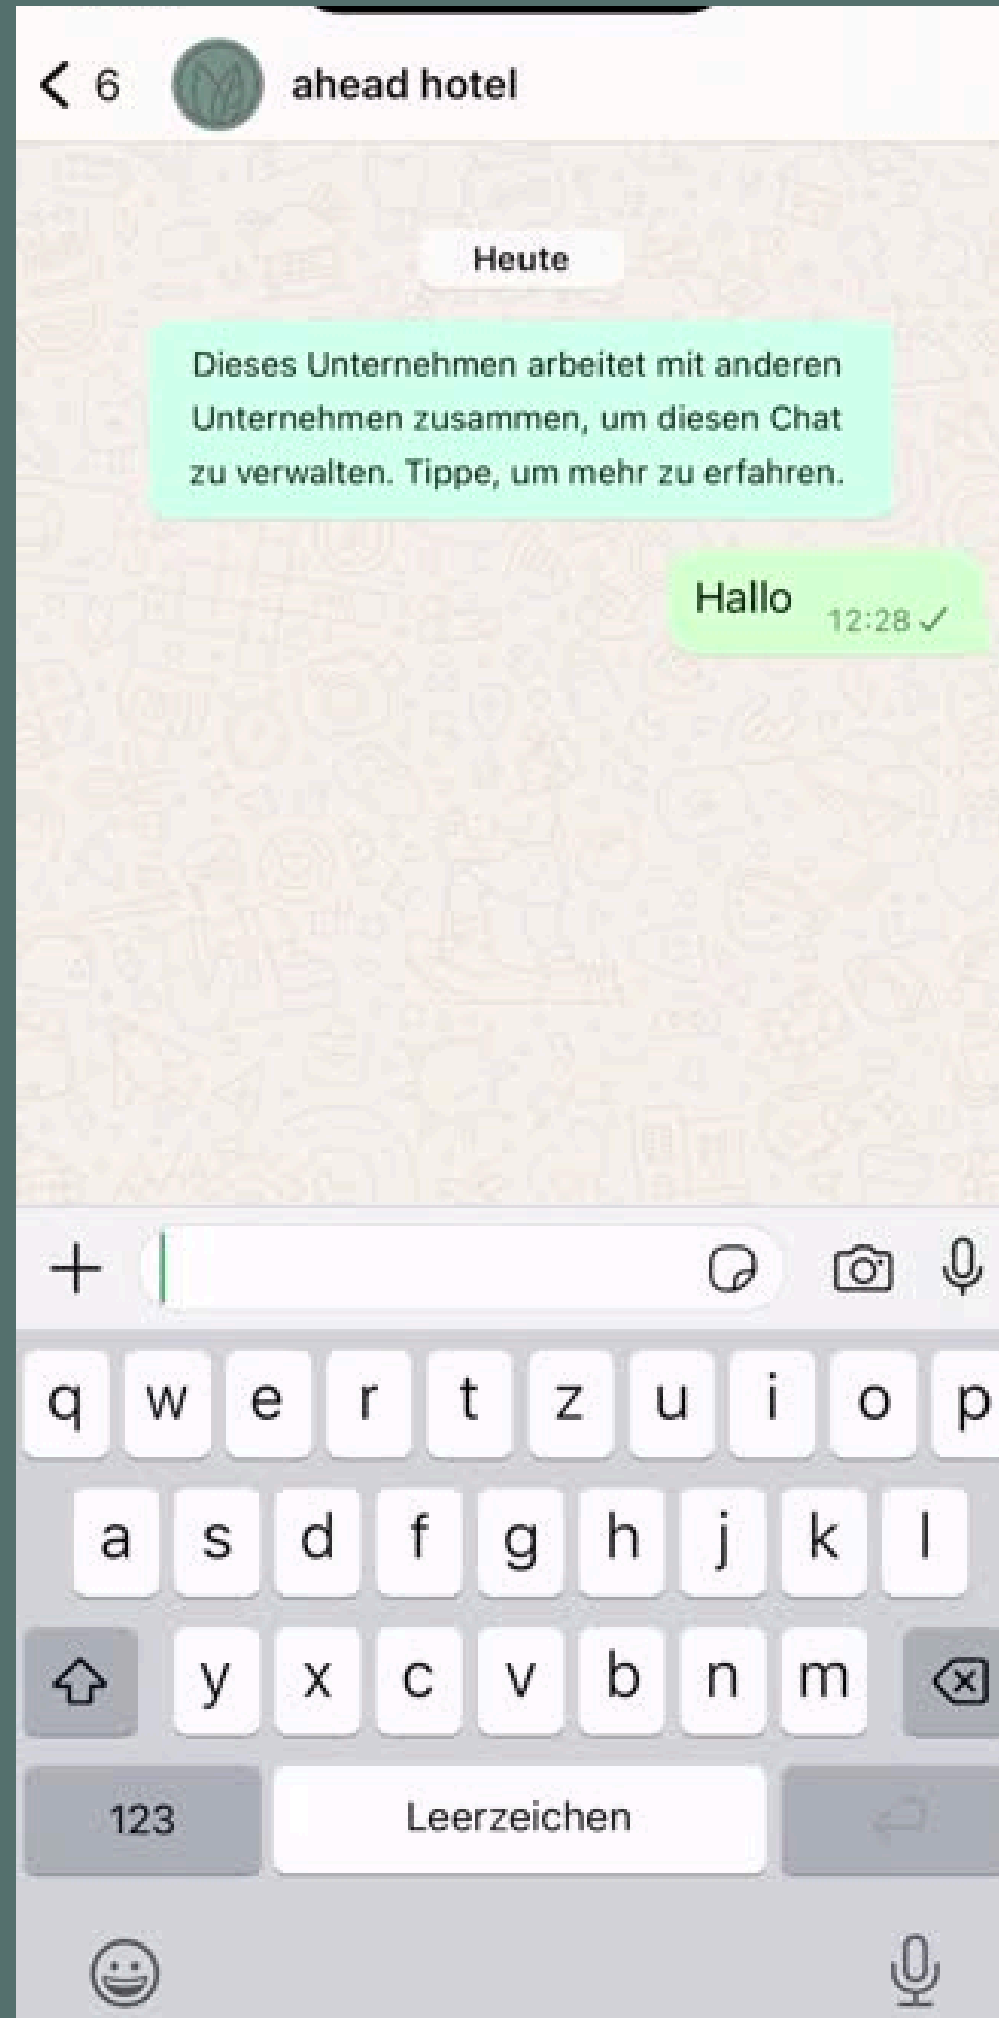 6 ahead hotel
Heute
Dieses Unternehmen arbeitet mit anderen
Unternehmen zusammen, um diesen Chat
zu verwalten. Tippe, um mehr zu erfahren.
Hallo 12:28
q w e r t z u i o p
a s d f g h j k l
y x c v b n m
123 Leerzeichen